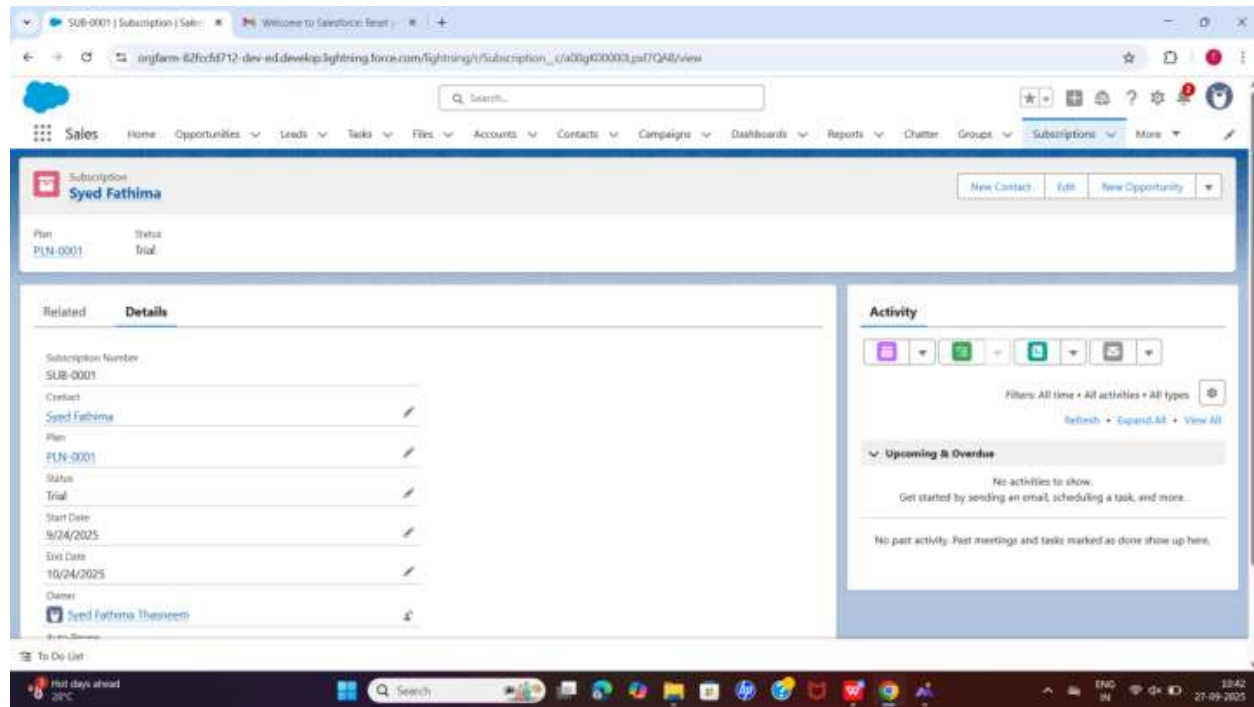 SUB-0001 | Subscription | Sales
Welcome to Salesforce: Reset
orgfarm-82fccfd712-dev-ed.develop.lightning.force.com/lightning/r/Subscription__c/
Search...
Sales Home Opportunities Leads Tasks Files Accounts Contacts Campaigns Dashboards Reports Chatter Groups Subscriptions More
Subscription
Syed Fathima
New Contact Edit New Opportunity
Plan Status
PLN-0001 Trial
Related Details
Subscription Number
SUB-0001
Contact
Syed Fathima
Plan
PLN-0001
Status
Trial
Start Date
9/24/2025
End Date
10/24/2025
Owner
Syed Fathima Thasneem
Activity
Filters: All time • All activities • All types
Refresh • Expand All • View All
Upcoming & Overdue
No activities to show.
Get started by sending an email, scheduling a task, and more.
No past activity. Past meetings and tasks marked as done show up here.
To Do List
Hot days ahead
Search
ENG
IN
10:42
27-09-2025